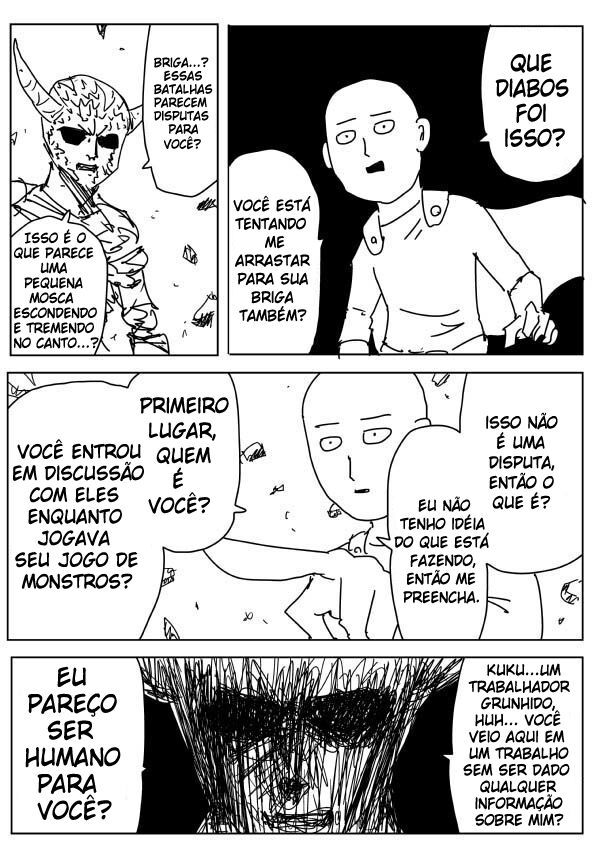 QUE
DIABOS
FOI
ISSO?
VOCÊ ESTÁ
TENTANDO
ME
ARRASTAR
PARA SUA
BRIGA
TAMBÉM?
BRIGA...?
ESSAS
BATALHAS
PARECEM
DISPUTAS
PARA
VOCÊ?
ISSO É O
QUE PARECE
UMA
PEQUENA
MOSCA
ESCONDENDO
E TREMENDO
NO CANTO...?
ISSO NÃO
É UMA
DISPUTA,
ENTÃO O
QUE É?
EU NÃO
TENHO IDÉIA
DO QUE ESTÁ
FAZENDO,
ENTÃO ME
PREENCHA.
PRIMEIRO
LUGAR,
QUEM
É
VOCÊ?
VOCÊ ENTROU
EM DISCUSSÃO
COM ELES
ENQUANTO
JOGAVA
SEU JOGO DE
MONSTROS?
KUKU...UM
TRABALHADOR
GRUNHIDO,
HUH... VOCÊ
VEIO AQUI EM
UM TRABALHO
SEM SER DADO
QUALQUER
INFORMAÇÃO
SOBRE MIM?
EU
PAREÇO
SER
HUMANO
PARA
VOCÊ?